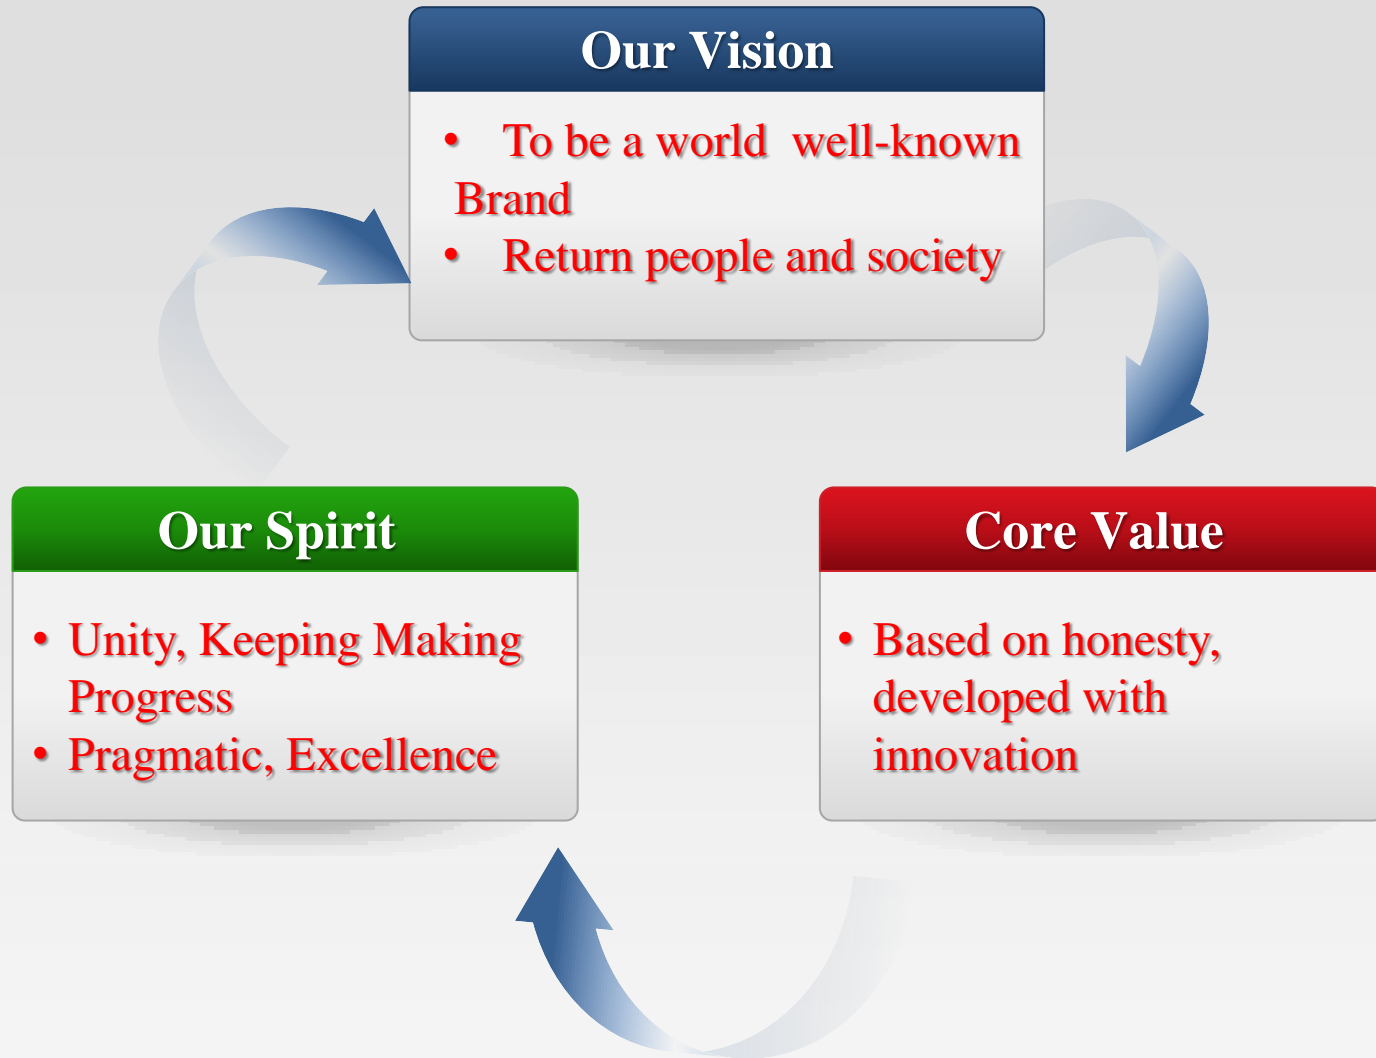 Our Vision
• To be a world well-known
Brand
• Return people and society
Our Spirit
• Unity, Keeping Making
Progress
• Pragmatic, Excellence
Core Value
• Based on honesty,
developed with
innovation